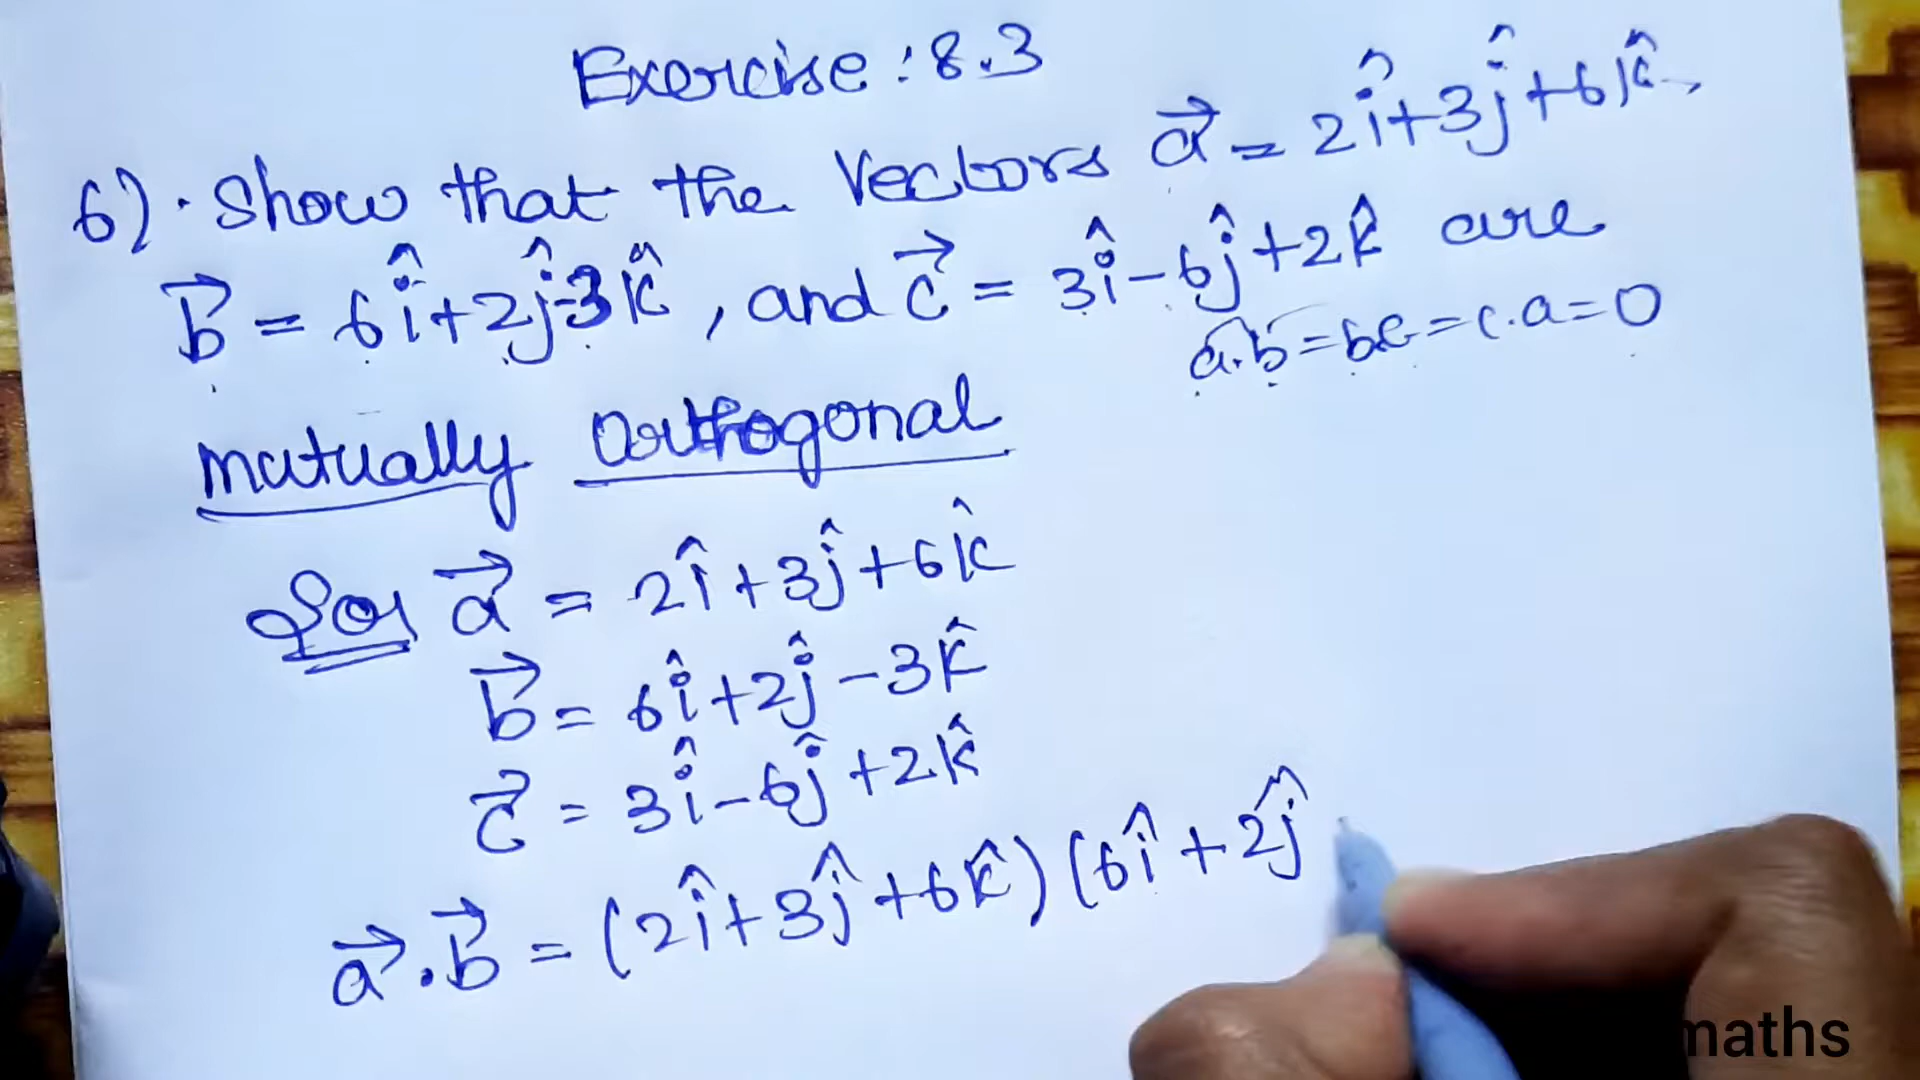 Exercise : 8.3
6). Show that the Vectors a⃗ = 2î+3ĵ+6k̂,
b⃗ = 6î+2ĵ-3k̂, and c⃗ = 3î-6ĵ+2k̂ are
a.b=b.c=c.a=0
mutually orthogonal
Sol a⃗ = 2î+3ĵ+6k̂
b⃗ = 6î+2ĵ-3k̂
c⃗ = 3î-6ĵ+2k̂
a⃗.b⃗ = (2î+3ĵ+6k̂)(6î+2ĵ
maths